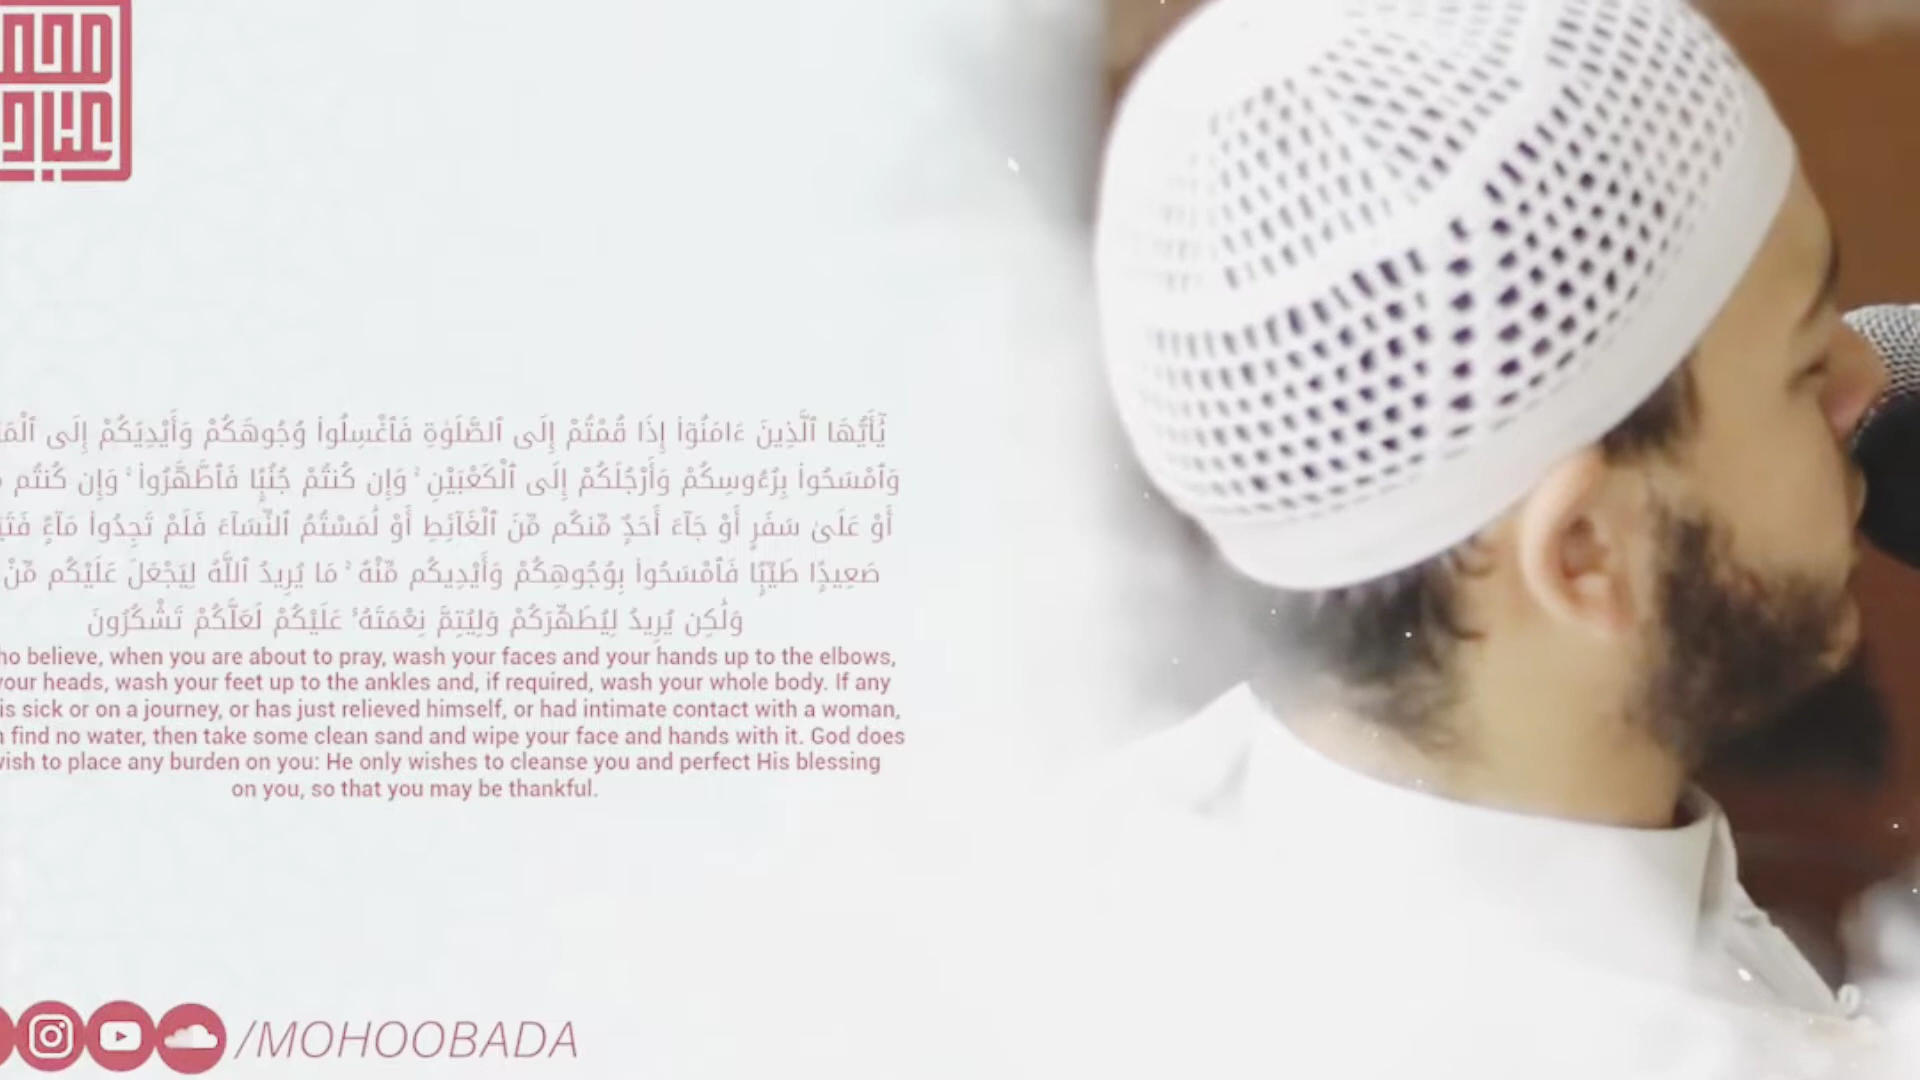 محمد
عبادة
يَٰٓأَيُّهَا ٱلَّذِينَ ءَامَنُوٓا۟ إِذَا قُمْتُمْ إِلَى ٱلصَّلَوٰةِ فَٱغْسِلُوا۟ وُجُوهَكُمْ وَأَيْدِيَكُمْ إِلَى
وَٱمْسَحُوا۟ بِرُءُوسِكُمْ وَأَرْجُلَكُمْ إِلَى ٱلْكَعْبَيْنِ ۚ وَإِن كُنتُمْ جُنُبًا فَٱطَّهَّرُوا۟ ۚ وَإِن كُنتُم
أَوْ عَلَىٰ سَفَرٍ أَوْ جَآءَ أَحَدٌ مِّنكُم مِّنَ ٱلْغَآئِطِ أَوْ لَٰمَسْتُمُ ٱلنِّسَآءَ فَلَمْ تَجِدُوا۟ مَآءً
صَعِيدًا طَيِّبًا فَٱمْسَحُوا۟ بِوُجُوهِكُمْ وَأَيْدِيكُم مِّنْهُ ۚ مَا يُرِيدُ ٱللَّهُ لِيَجْعَلَ عَلَيْكُم مِّنْ
وَلَٰكِن يُرِيدُ لِيُطَهِّرَكُمْ وَلِيُتِمَّ نِعْمَتَهُۥ عَلَيْكُمْ لَعَلَّكُمْ تَشْكُرُونَ
ho believe, when you are about to pray, wash your faces and your hands up to the elbows,
your heads, wash your feet up to the ankles and, if required, wash your whole body. If any
is sick or on a journey, or has just relieved himself, or had intimate contact with a woman,
find no water, then take some clean sand and wipe your face and hands with it. God does
wish to place any burden on you: He only wishes to cleanse you and perfect His blessing
on you, so that you may be thankful.
/MOHOOBADA